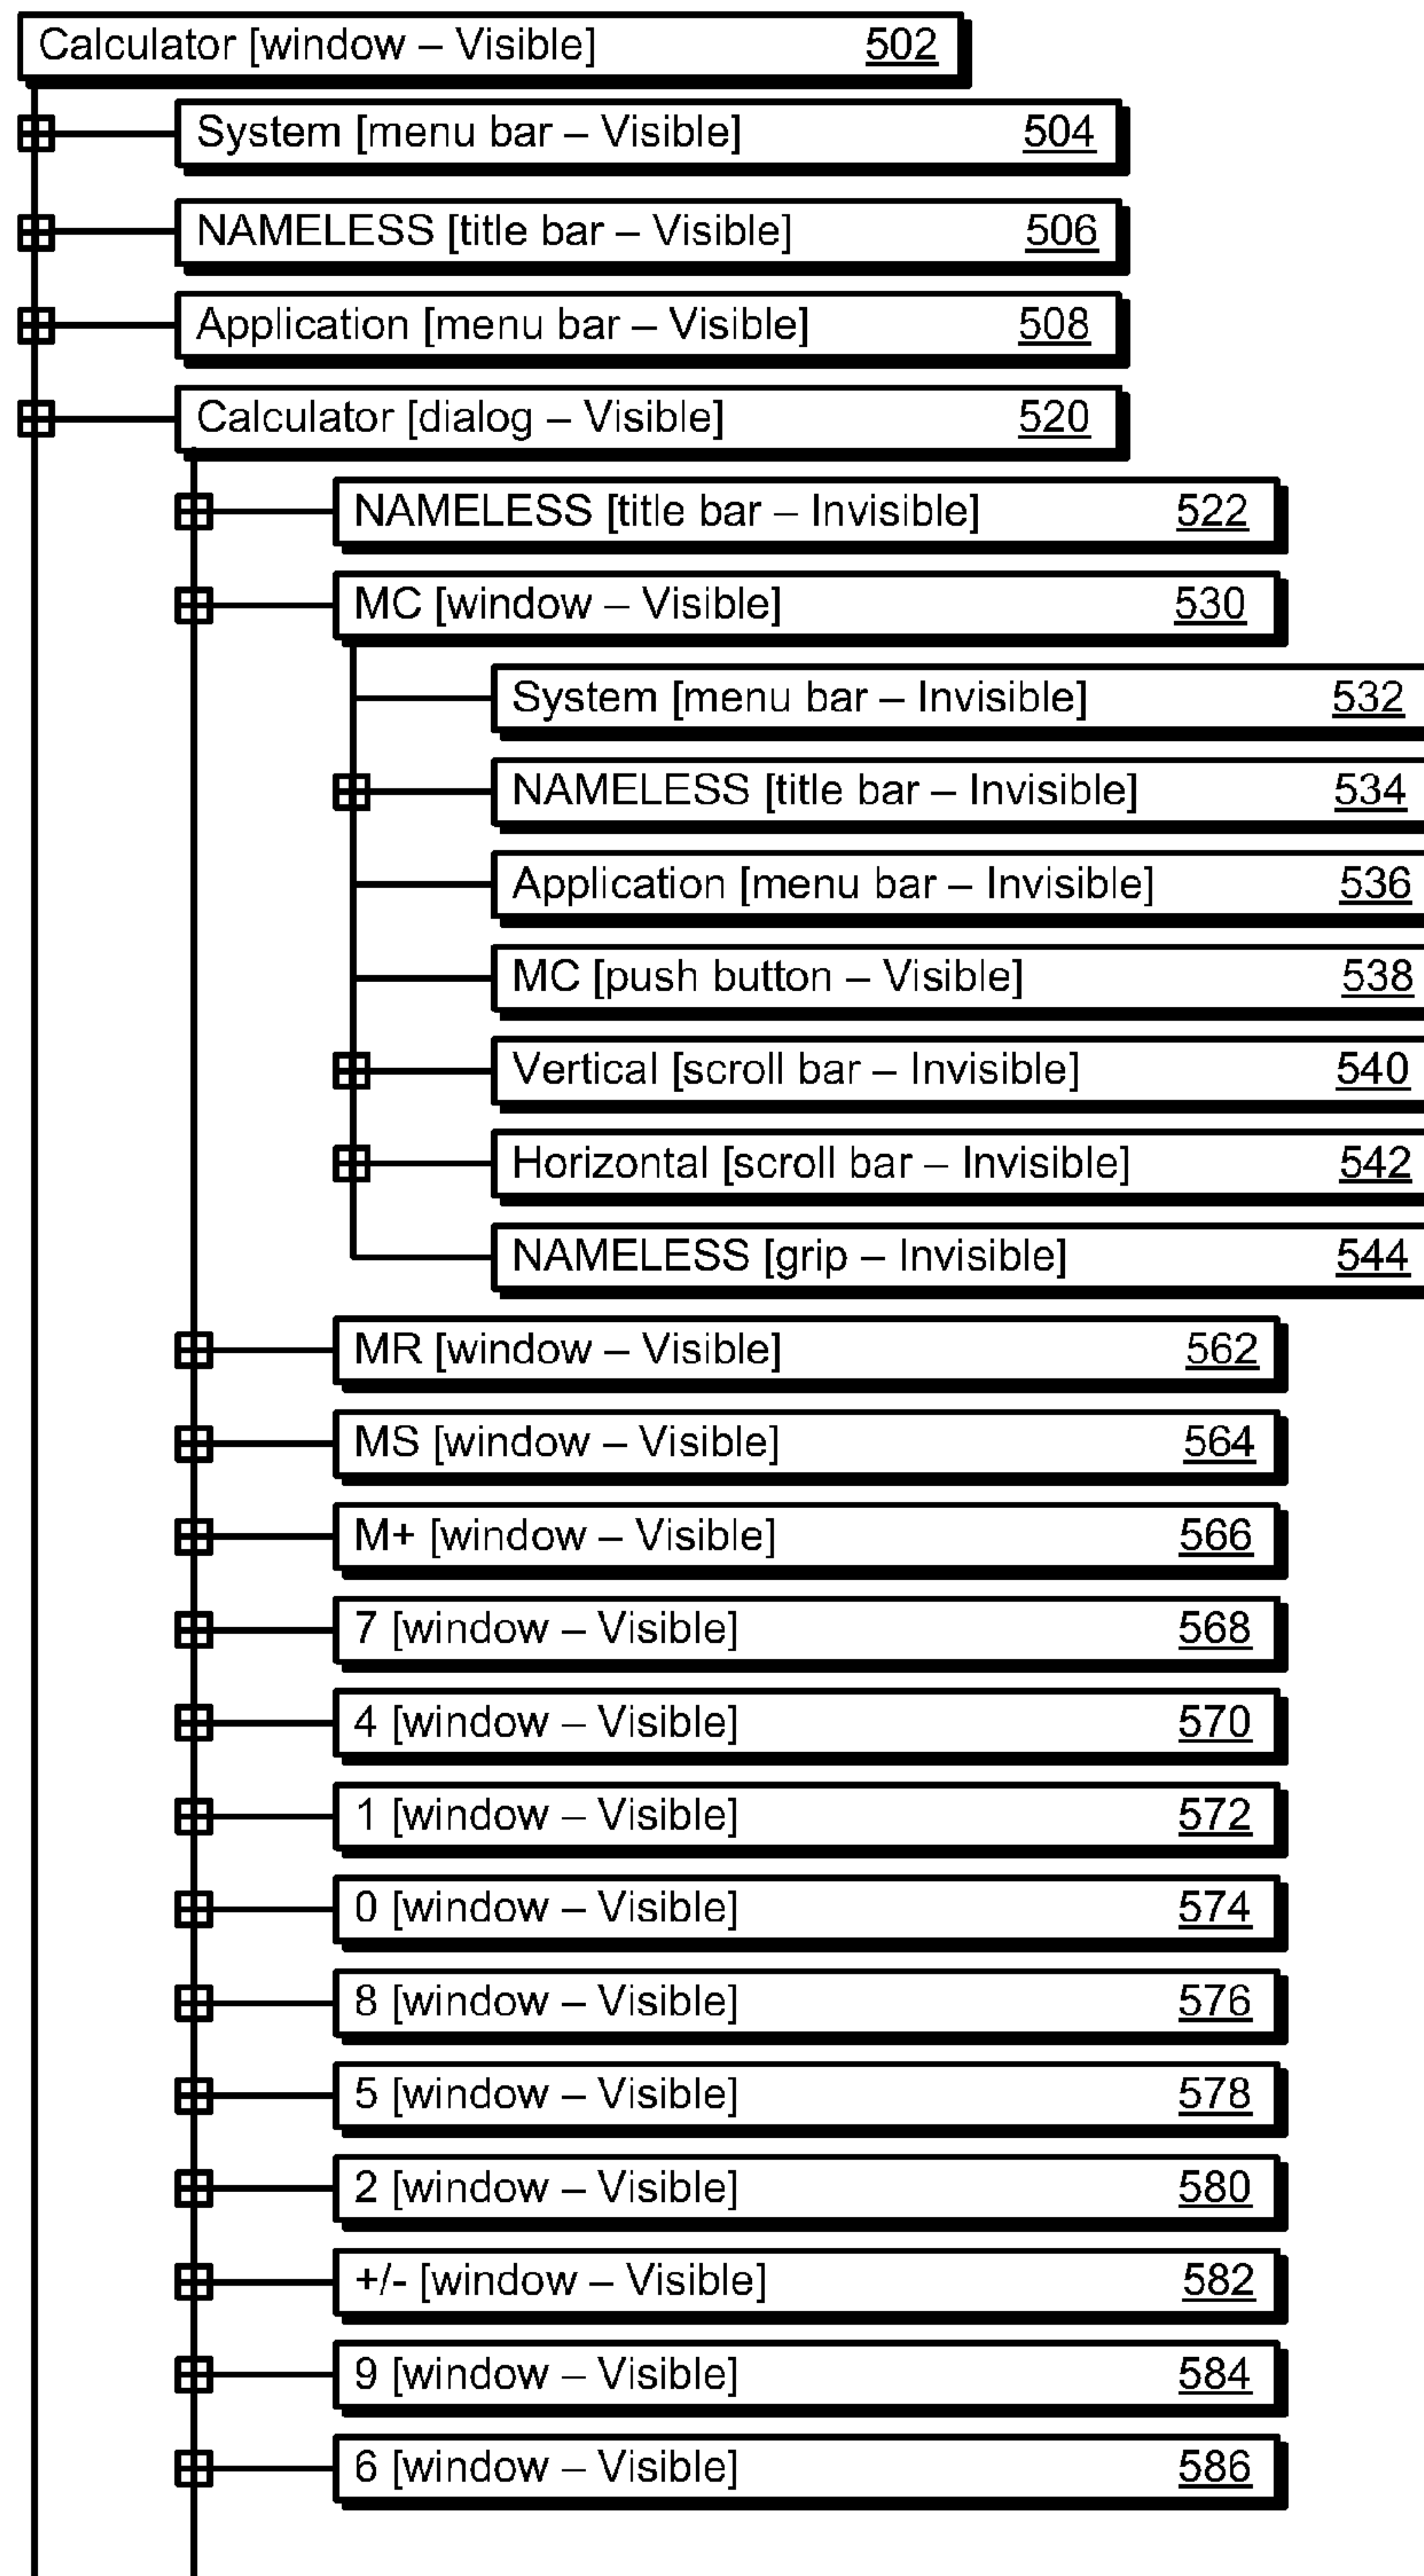 Calculator [window – Visible] 502
System [menu bar – Visible] 504
NAMELESS [title bar – Visible] 506
Application [menu bar – Visible] 508
Calculator [dialog – Visible] 520
NAMELESS [title bar – Invisible] 522
MC [window – Visible] 530
System [menu bar – Invisible] 532
NAMELESS [title bar – Invisible] 534
Application [menu bar – Invisible] 536
MC [push button – Visible] 538
Vertical [scroll bar – Invisible] 540
Horizontal [scroll bar – Invisible] 542
NAMELESS [grip – Invisible] 544
MR [window – Visible] 562
MS [window – Visible] 564
M+ [window – Visible] 566
7 [window – Visible] 568
4 [window – Visible] 570
1 [window – Visible] 572
0 [window – Visible] 574
8 [window – Visible] 576
5 [window – Visible] 578
2 [window – Visible] 580
+/- [window – Visible] 582
9 [window – Visible] 584
6 [window – Visible] 586